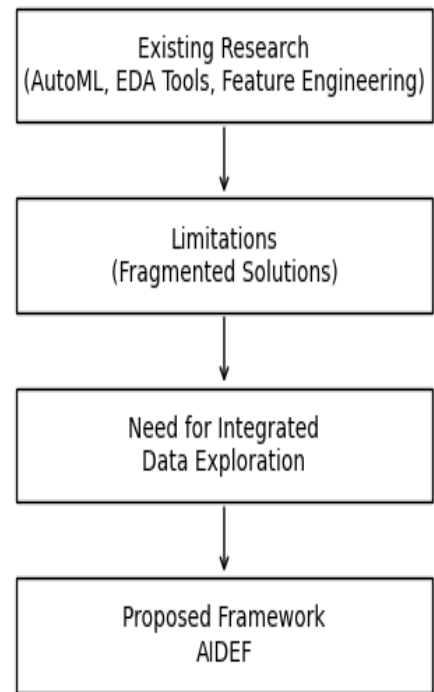 Existing Research
(AutoML, EDA Tools, Feature Engineering)
Limitations
(Fragmented Solutions)
Need for Integrated
Data Exploration
Proposed Framework
AIDEF